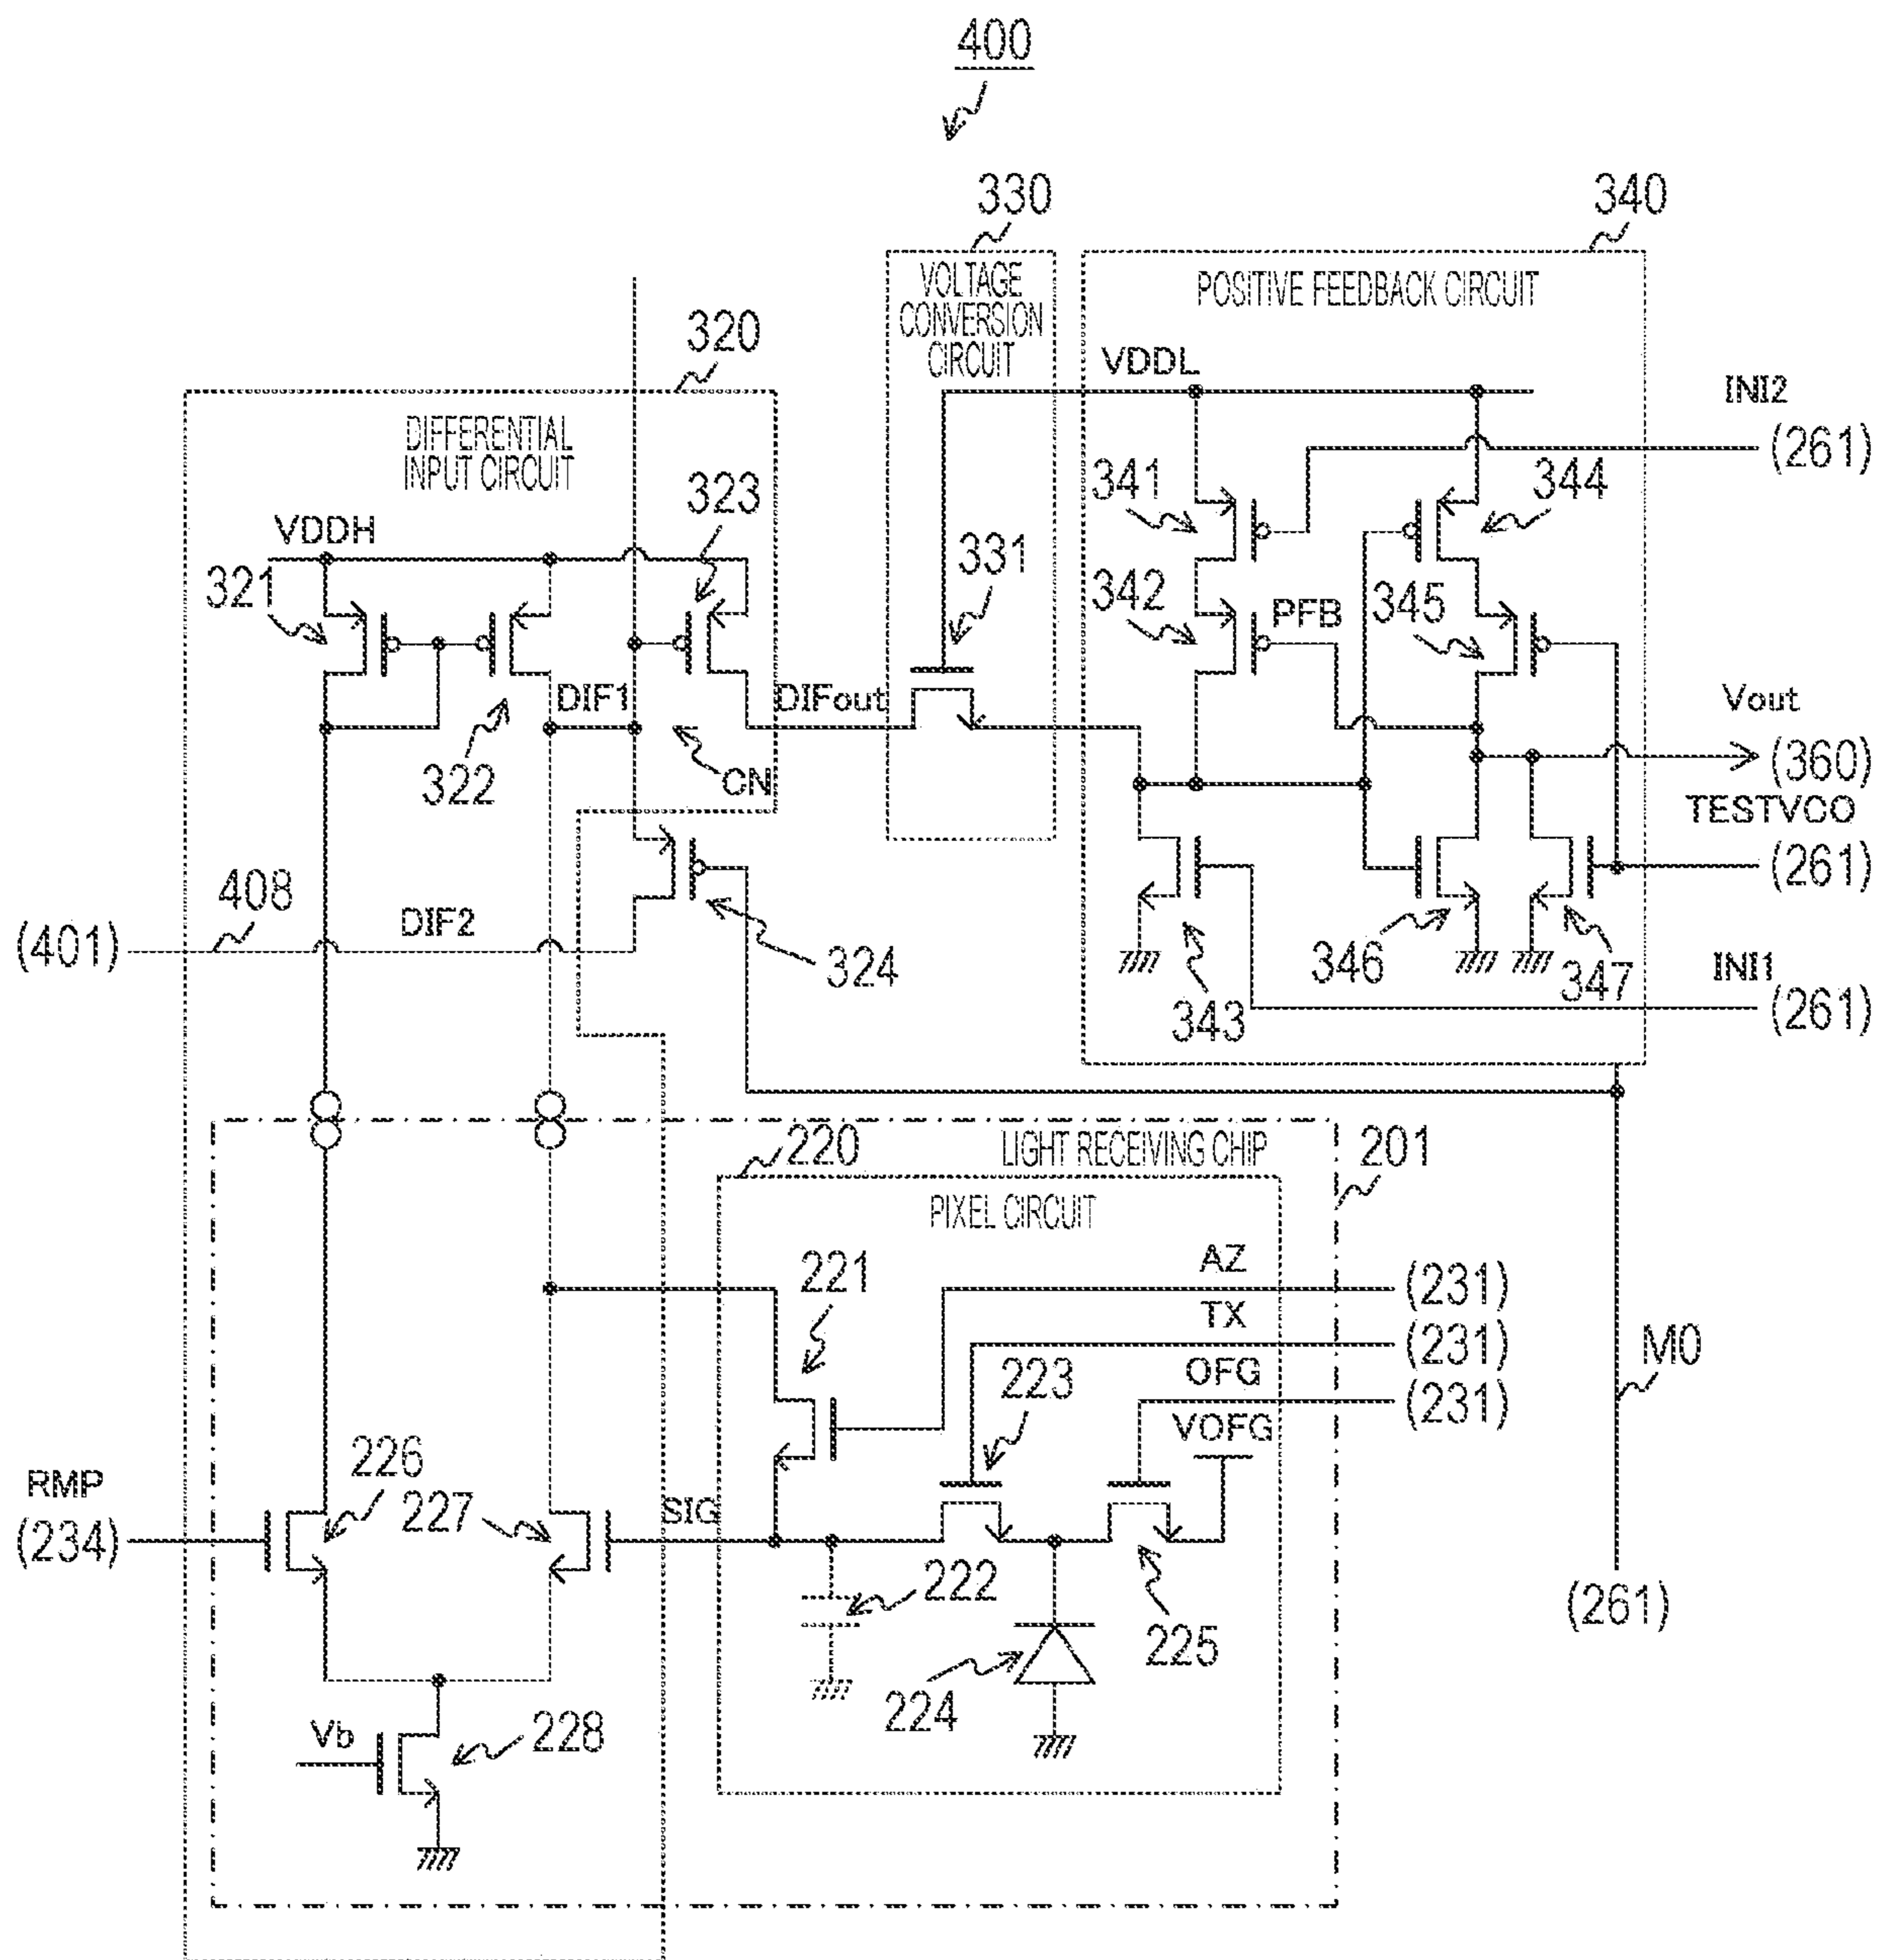 400
330
340
VOLTAGE
CONVERSION
CIRCUIT
POSITIVE FEEDBACK CIRCUIT
320
VDDL
INI2
(261)
DIFFERENTIAL
INPUT CIRCUIT
323
341
344
VDDH
331
321
342
PFB
345
DIF1
DIFout
Vout
(360)
322
CN
TESTVCO
(261)
408
DIF2
(401)
324
346
347
INI1
(261)
343
220
LIGHT RECEIVING CHIP
201
PIXEL CIRCUIT
221
AZ
(231)
TX
(231)
M0
223
OFG
(231)
VOFG
226
RMP
(234)
227
SIG
222
(261)
225
224
Vb
228